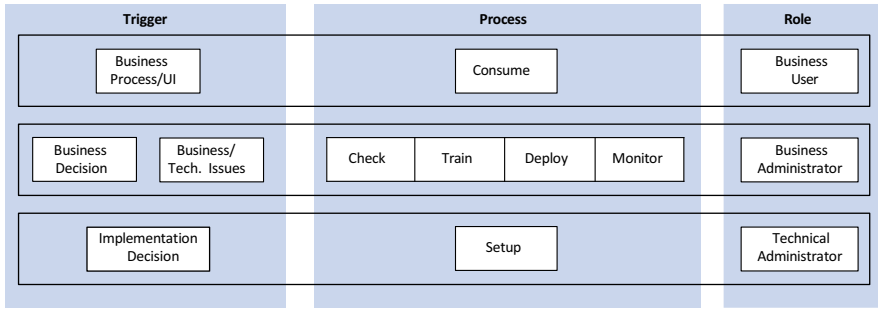 Trigger
Process
Role
Business
Process/UI
Consume
Business
User
Business
Decision
Business/
Tech. Issues
Check
Train
Deploy
Monitor
Business
Administrator
Implementation
Decision
Setup
Technical
Administrator